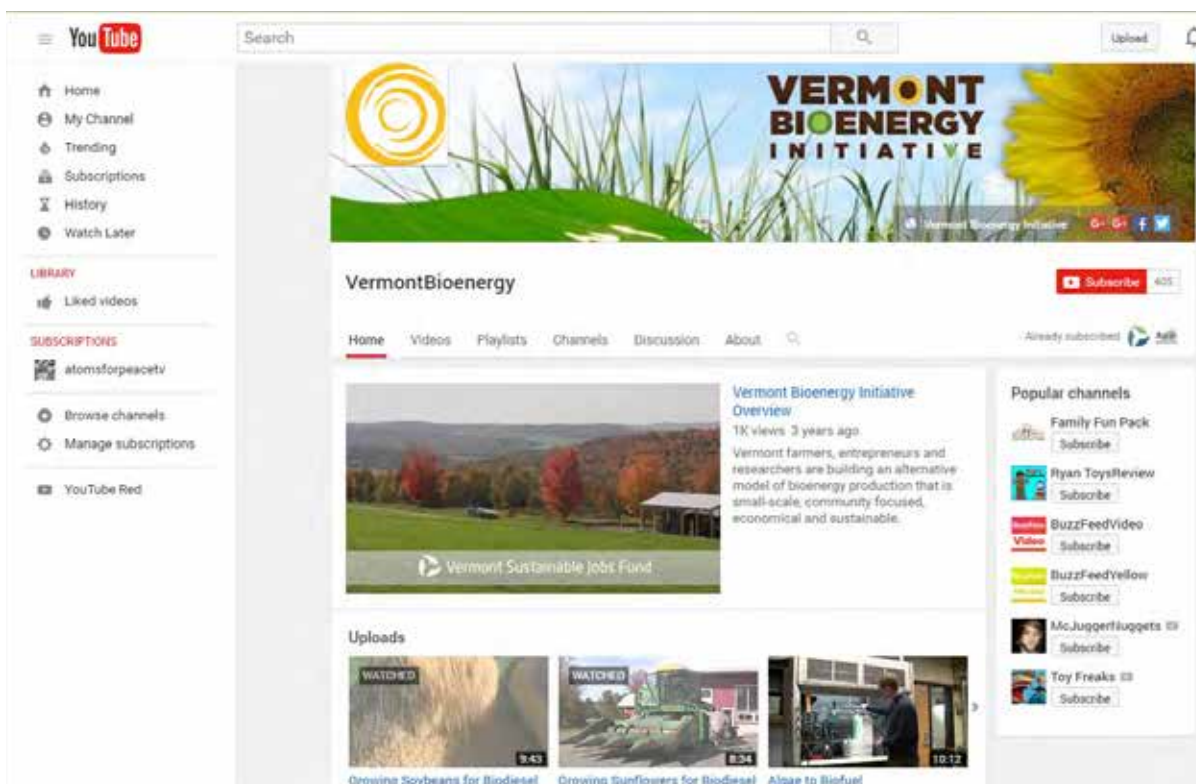 You Tube
Search
Upload
Home
My Channel
Trending
Subscriptions
History
Watch Later
LIBRARY
Liked videos
SUBSCRIPTIONS
atomsforpeacetv
Browse channels
Manage subscriptions
YouTube Red
VERMONT
BIOENERGY
INITIATIVE
Vermont Bioenergy Initiative
VermontBioenergy
Subscribe 405
Home Videos Playlists Channels Discussion About
Already subscribed
Vermont Sustainable Jobs Fund
Vermont Bioenergy Initiative
Overview
1K views 3 years ago
Vermont farmers, entrepreneurs and
researchers are building an alternative
model of bioenergy production that is
small-scale, community focused,
economical and sustainable.
Popular channels
Family Fun Pack
Subscribe
Ryan ToysReview
Subscribe
BuzzFeedVideo
Subscribe
BuzzFeedYellow
Subscribe
McJuggerNuggets
Subscribe
Toy Freaks
Subscribe
Uploads
WATCHED
9:43
Growing Soybeans for Biodiesel
WATCHED
8:34
Growing Sunflowers for Biodiesel
10:12
Algae to Biofuel